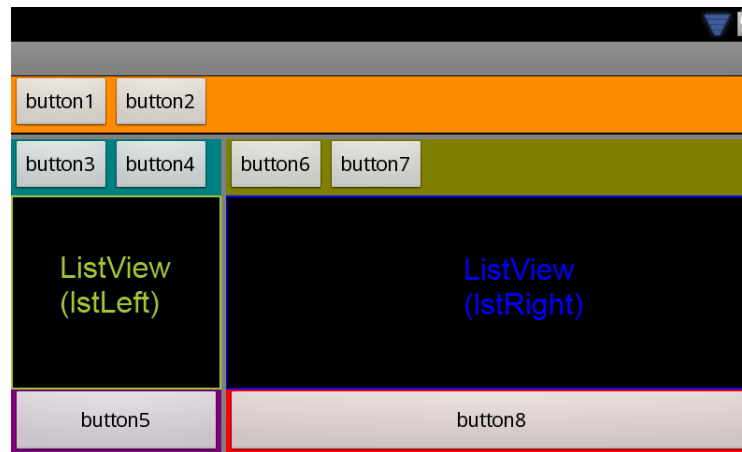 button1 button2
button3 button4 button6 button7
ListView
(lstLeft)
ListView
(lstRight)
button5 button8